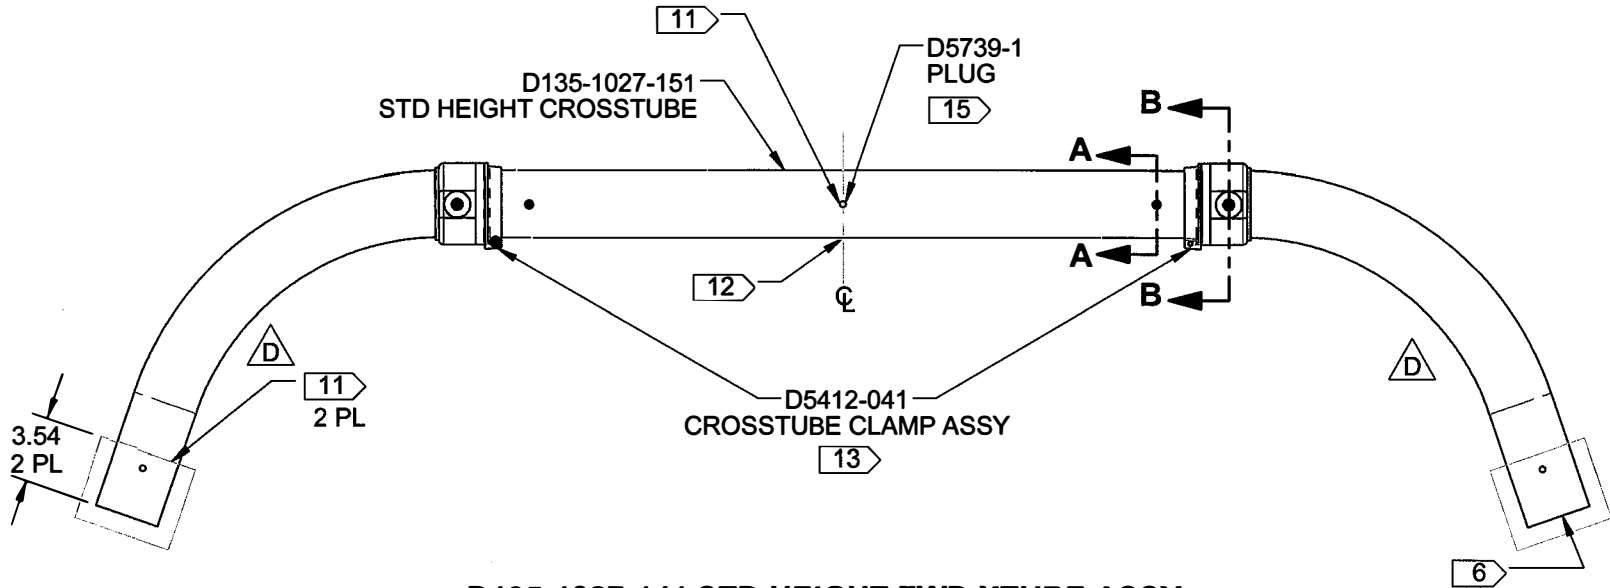 11
D5739-1
PLUG
15
D135-1027-151
STD HEIGHT CROSSTUBE
B
A
A
B
12
CL
D
D
11
2 PL
3.54
2 PL
D5412-041
CROSSTUBE CLAMP ASSY
13
6